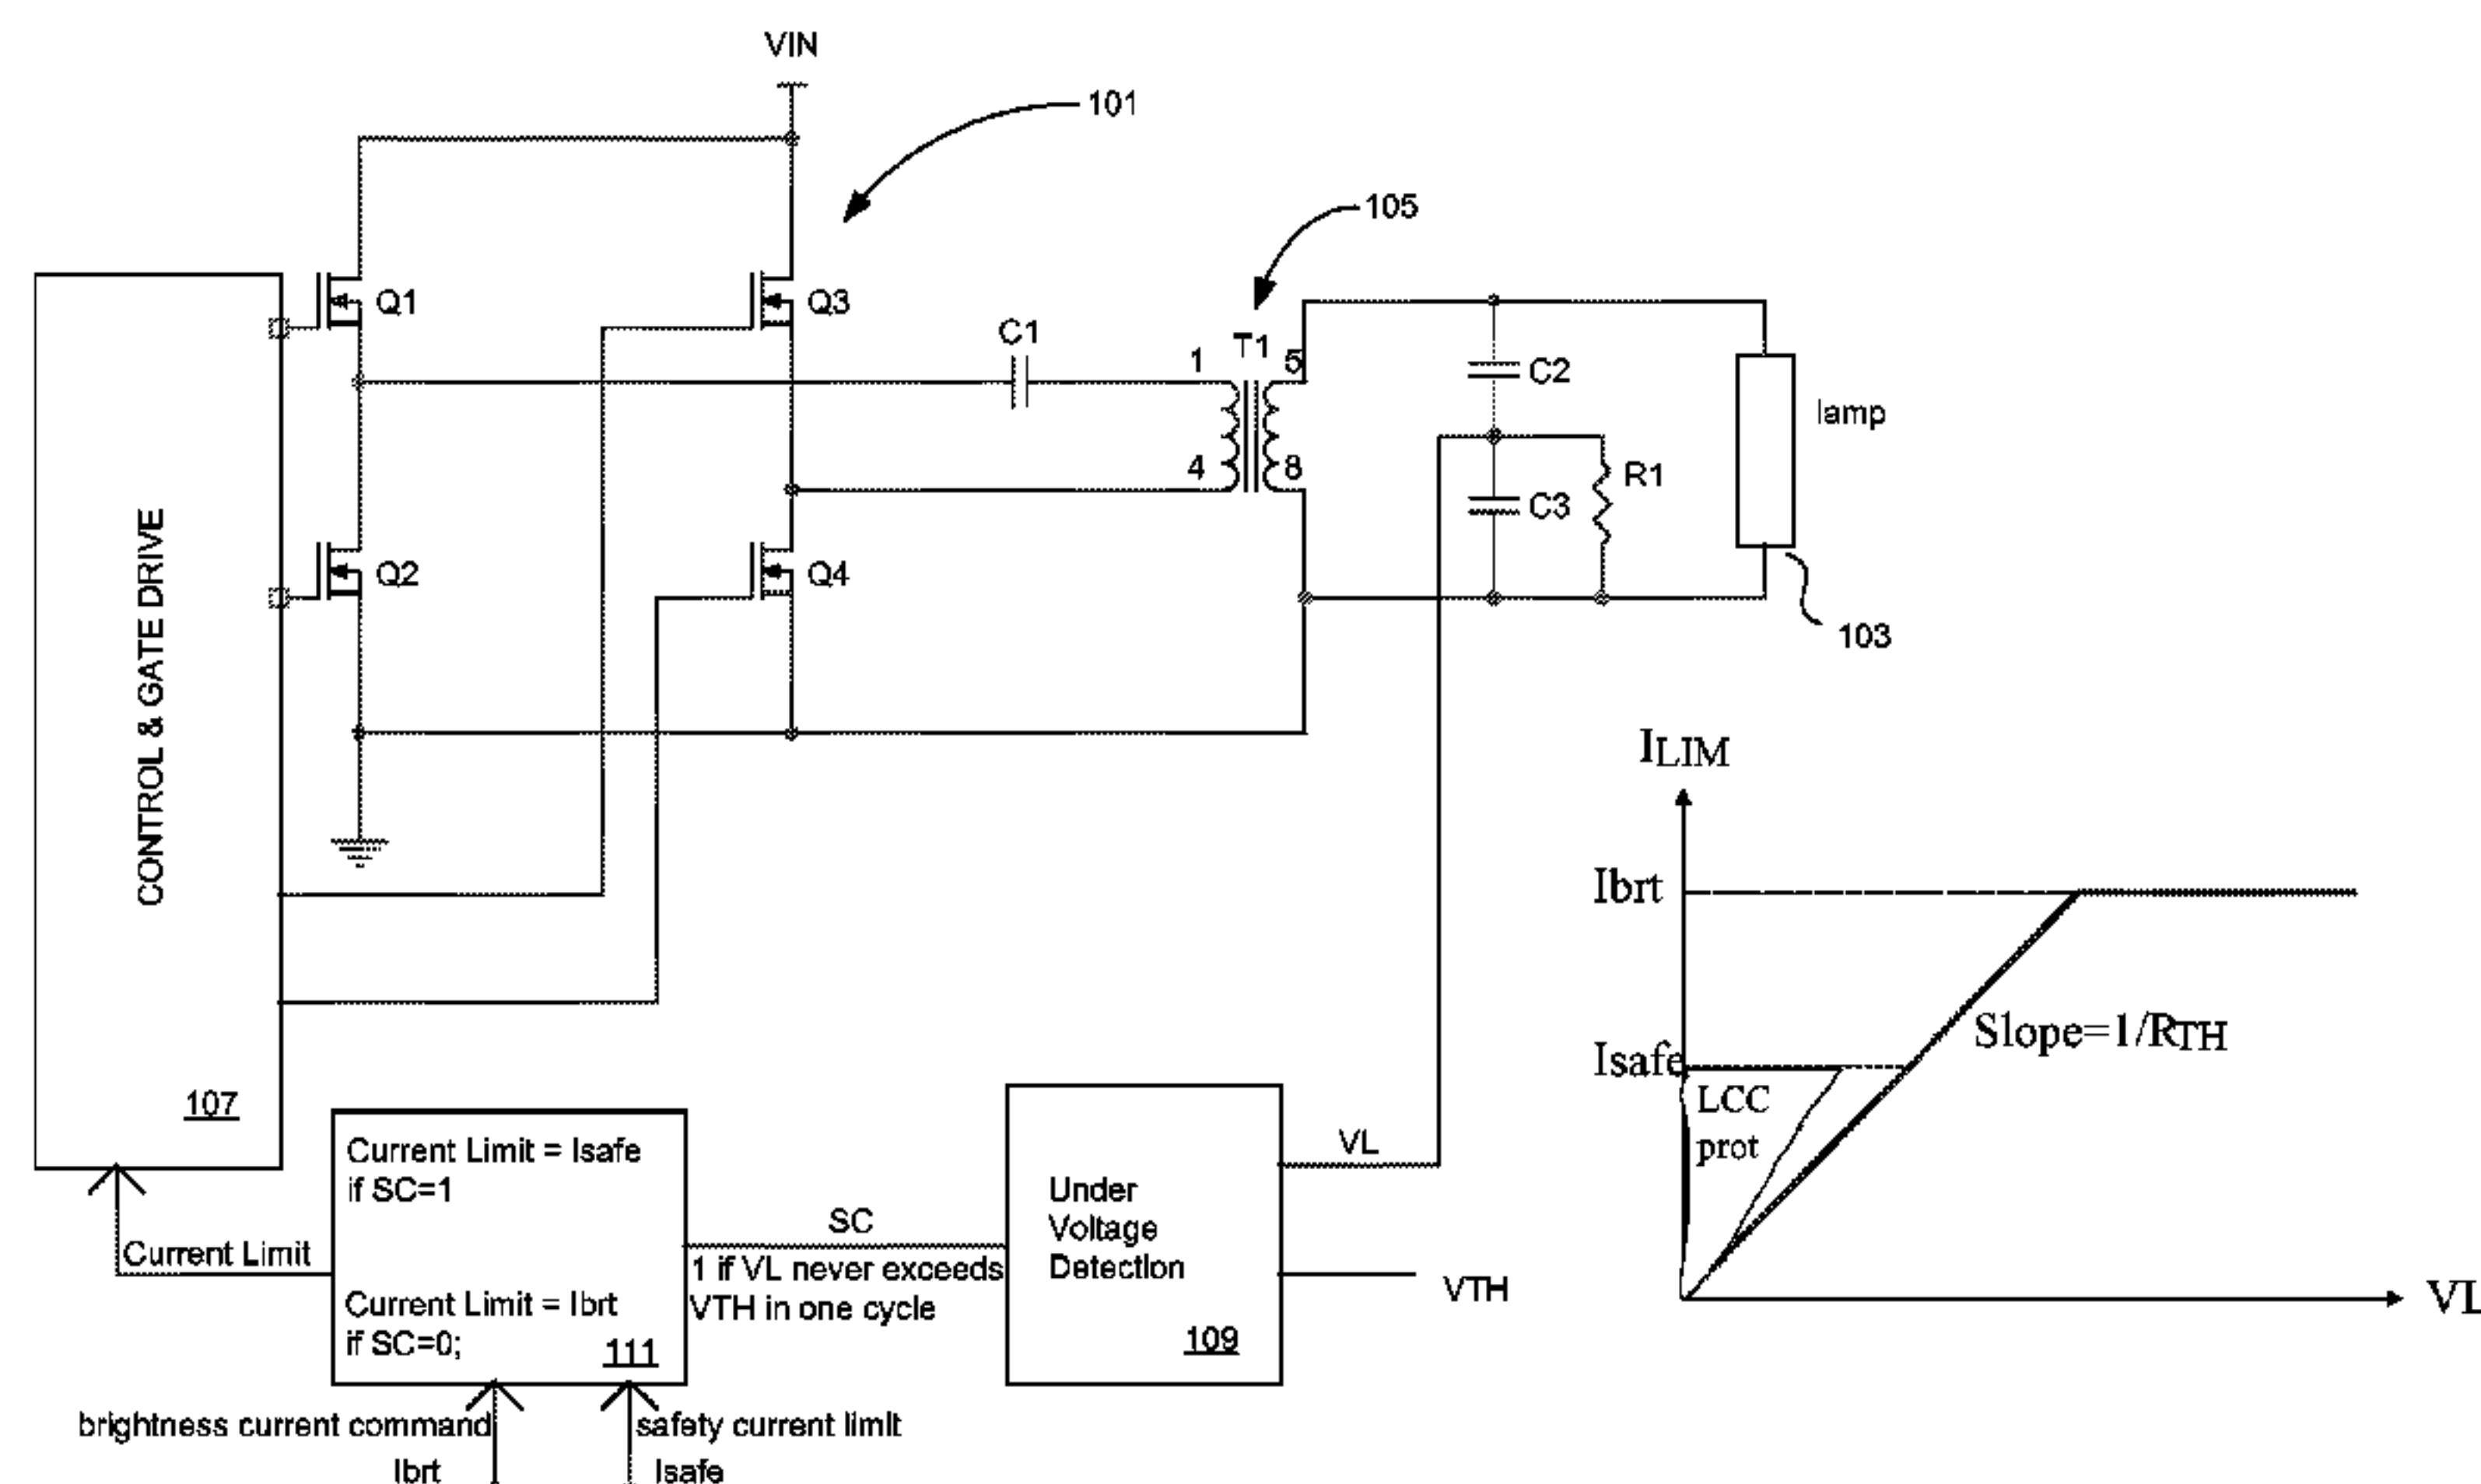 VIN
101
105
Q1
Q3
C1
1
T1
5
C2
lamp
4
8
C3
R1
Q2
Q4
103
CONTROL & GATE DRIVE
107
ILIM
Ibrt
Isafe
LCC
prot
Slope=1/RTH
VL
Current Limit = Isafe
if SC=1
Current Limit = Ibrt
if SC=0;
111
Current Limit
SC
1 if VL never exceeds
VTH in one cycle
Under
Voltage
Detection
109
VL
VTH
brightness current command
Ibrt
safety current limit
Isafe